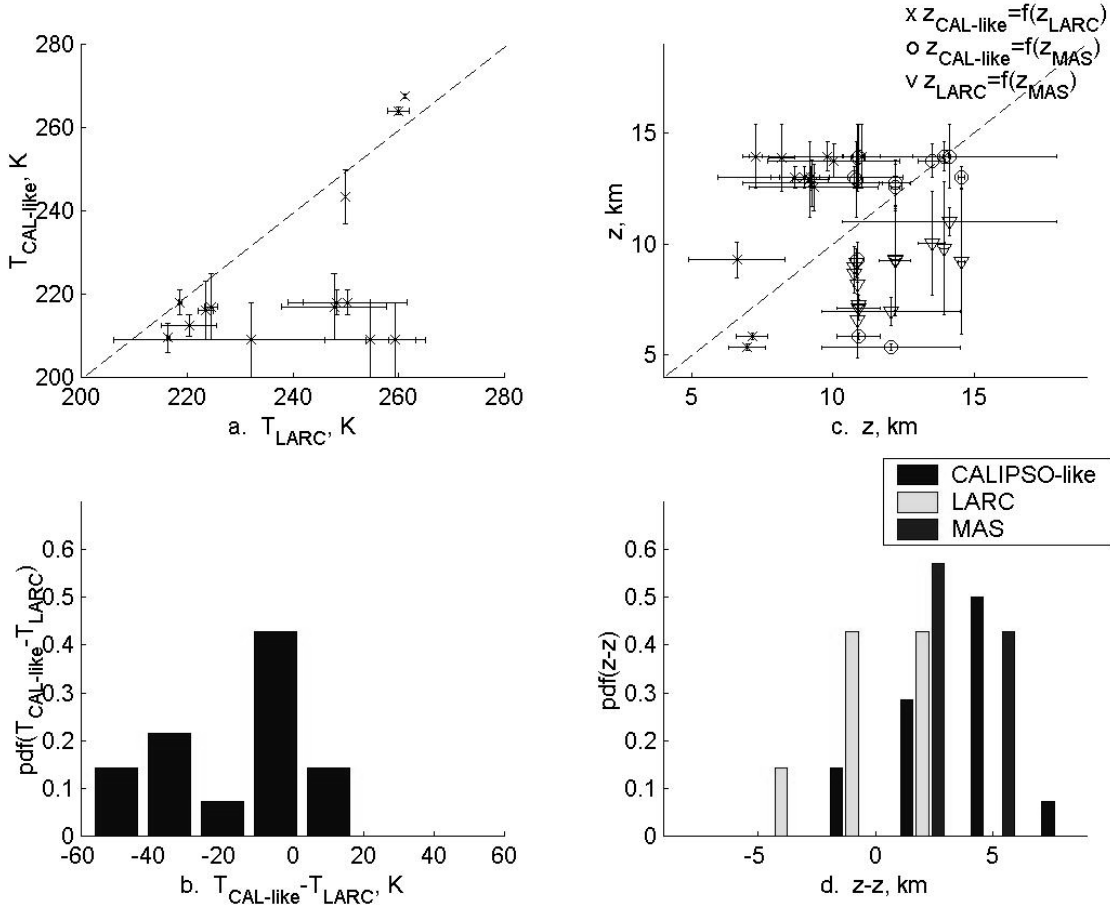 280
260
240
220
200
T_CAL-like, K
200 220 240 260 280
a. T_LARC, K
x z_CAL-like=f(z_LARC)
o z_CAL-like=f(z_MAS)
∇ z_LARC=f(z_MAS)
15
10
5
z, km
5 10 15
c. z, km
0.6
0.5
0.4
0.3
0.2
0.1
0
pdf(T_CAL-like-T_LARC)
-60 -40 -20 0 20 40 60
b. T_CAL-like-T_LARC, K
CALIPSO-like
LARC
MAS
0.6
0.5
0.4
0.3
0.2
0.1
0
pdf(z-z)
-5 0 5
d. z-z, km